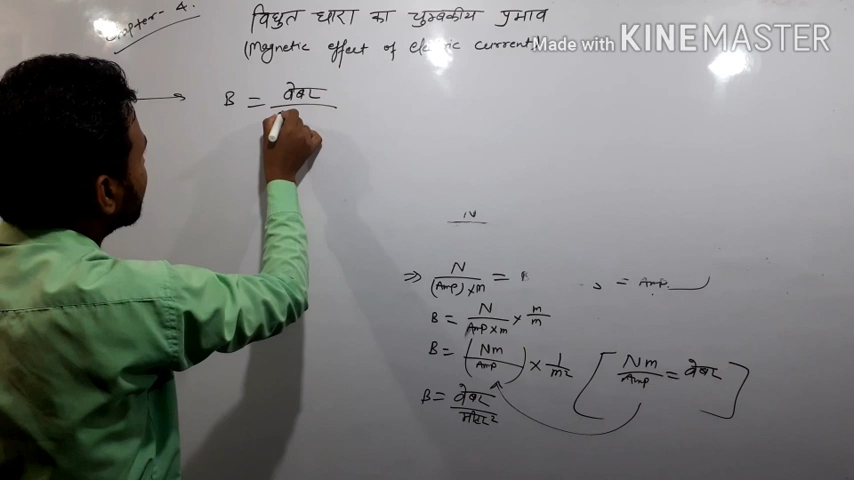 Chapter- 4.
विधुत धारा का चुम्बकीय प्रभाव
(Magnetic effect of electric current)
Made with KINEMASTER
B = वेबर
⇒ N / (Amp) × m = B
= Amp
B = N / Amp × m × m / m
B = (Nm / Amp) × 1 / m2
[Nm / Amp = वेबर]
B = वेबर / मीटर2